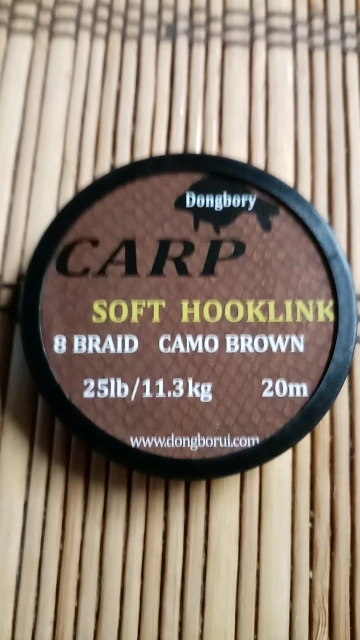 Dongbory
CARP
SOFT HOOKLINK
8 BRAID CAMO BROWN
25lb/11.3kg 20m
www.dongborui.com